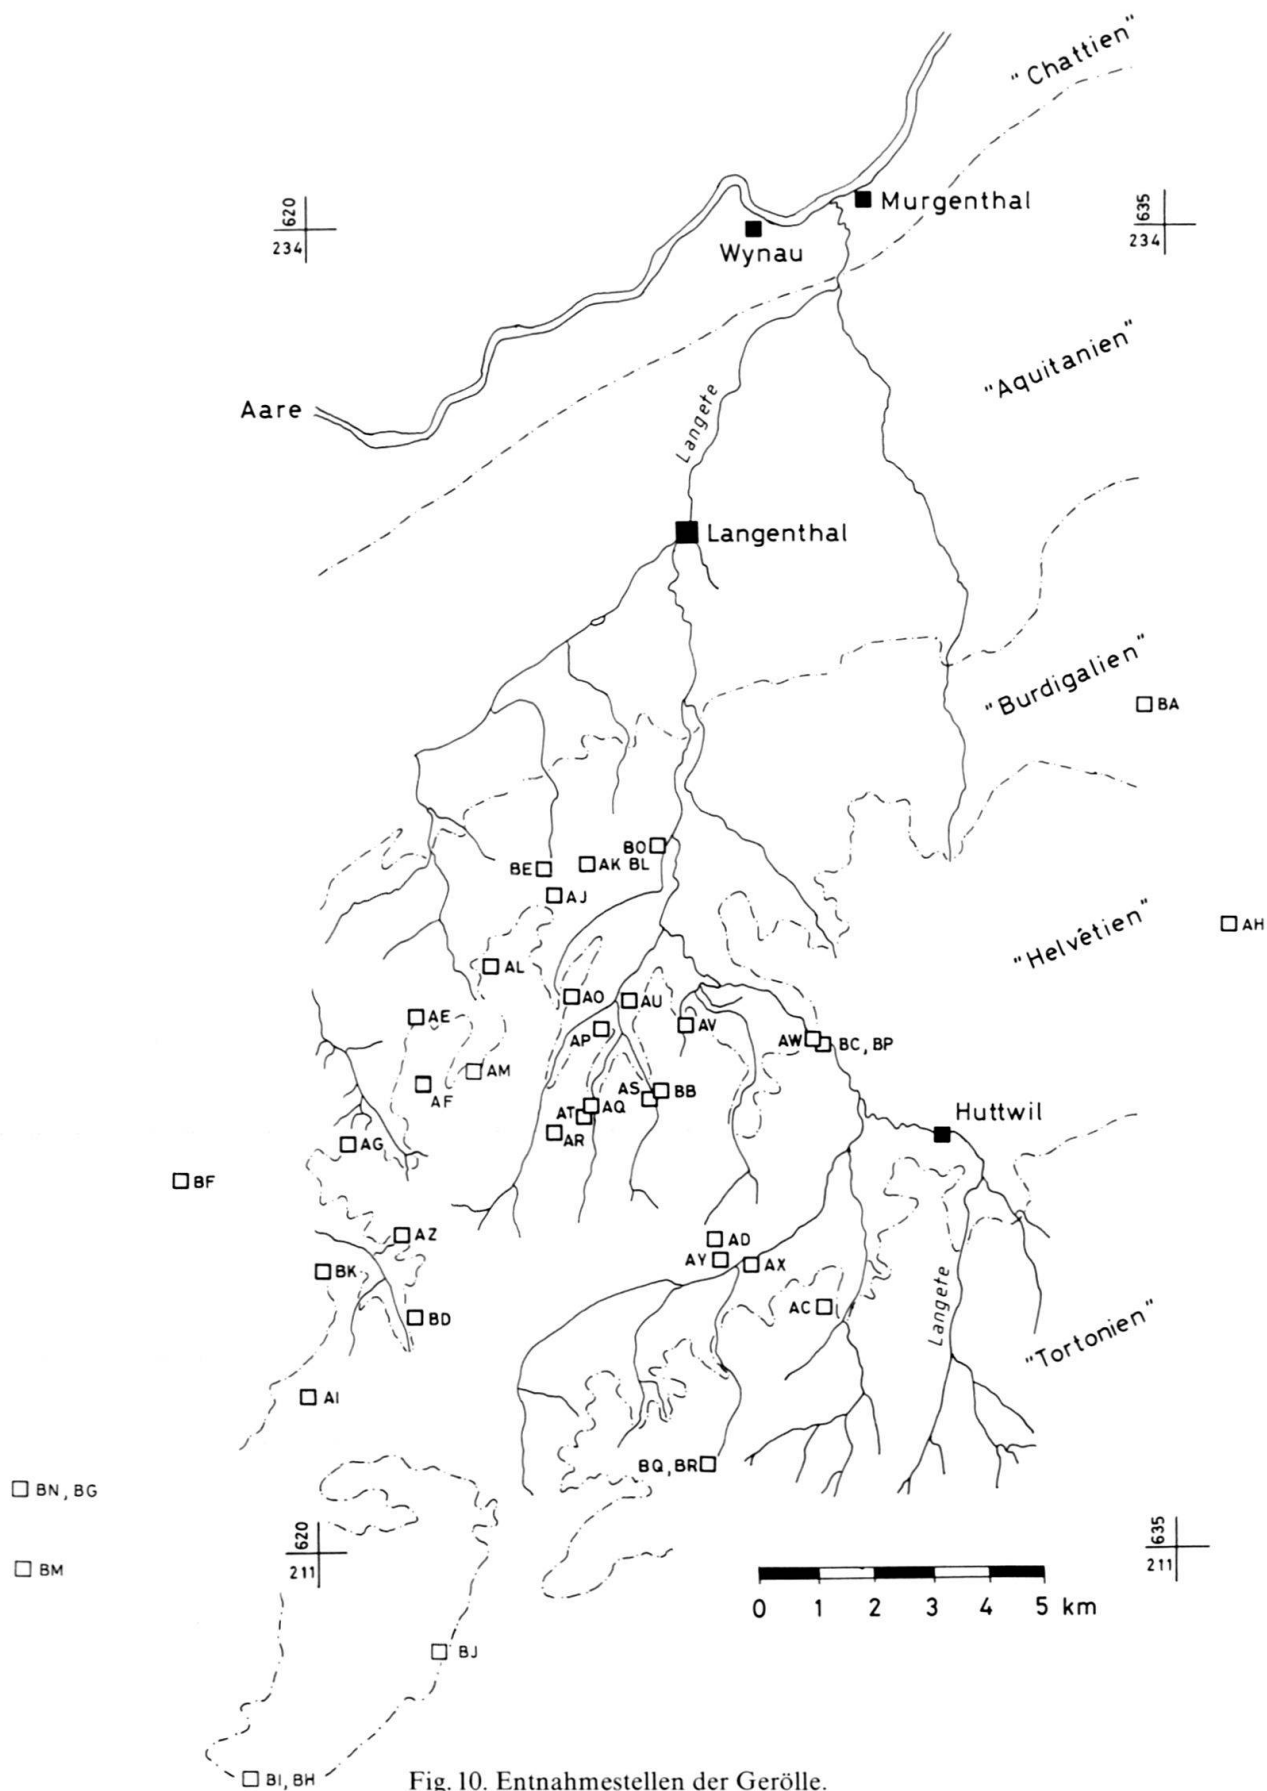 "Chattien"
620
234
Murgenthal
635
234
Wynau
"Aquitanien"
Aare
Langete
Langenthal
"Burdigalien"
BA
BO
BE
AK BL
AJ
"Helvétien"
AH
AL
AO
AU
AE
AP
AV
AW
BC, BP
AM
AF
AS
BB
AT
AQ
AR
Huttwil
AG
BF
AZ
AD
AY
AX
BK
AC
BD
Langete
"Tortonien"
AI
BQ, BR
BN, BG
620
211
635
211
BM
0 1 2 3 4 5 km
BJ
BI, BH
Fig. 10. Entnahmestellen der Gerölle.